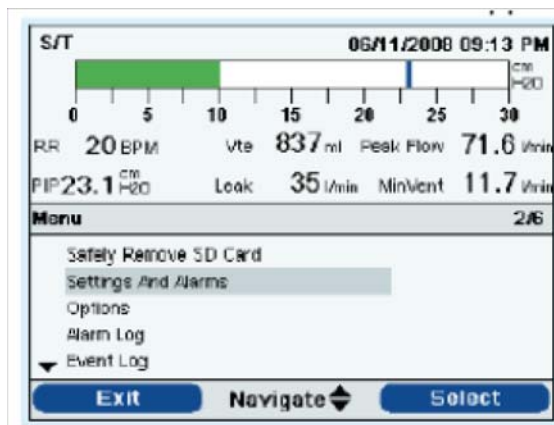 S/T 06/11/2008 09:13 PM
cm H2O
0 5 10 15 20 25 30
RR 20 BPM Vte 837 ml Peak Flow 71.6 l/min
PIP 23.1 cm H2O Leak 35 l/min MinVent 11.7 l/min
Menu 2/6
Safely Remove SD Card
Settings And Alarms
Options
Alarm Log
Event Log
Exit Navigate Select